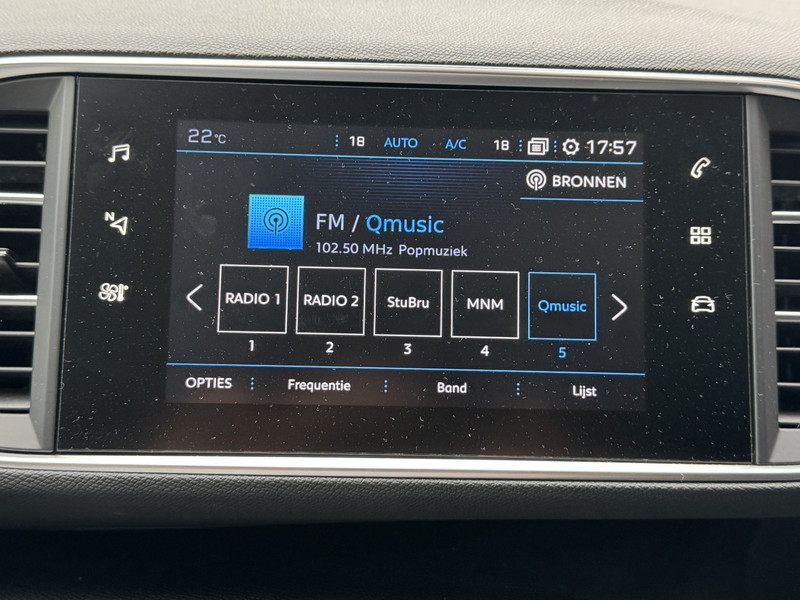 22°C 18 AUTO A/C 18 17:57
BRONNEN
FM / Qmusic
102.50 MHz Popmuziek
N
RADIO 1 RADIO 2 StuBru MNM Qmusic
1 2 3 4 5
OPTIES Frequentie Band Lijst